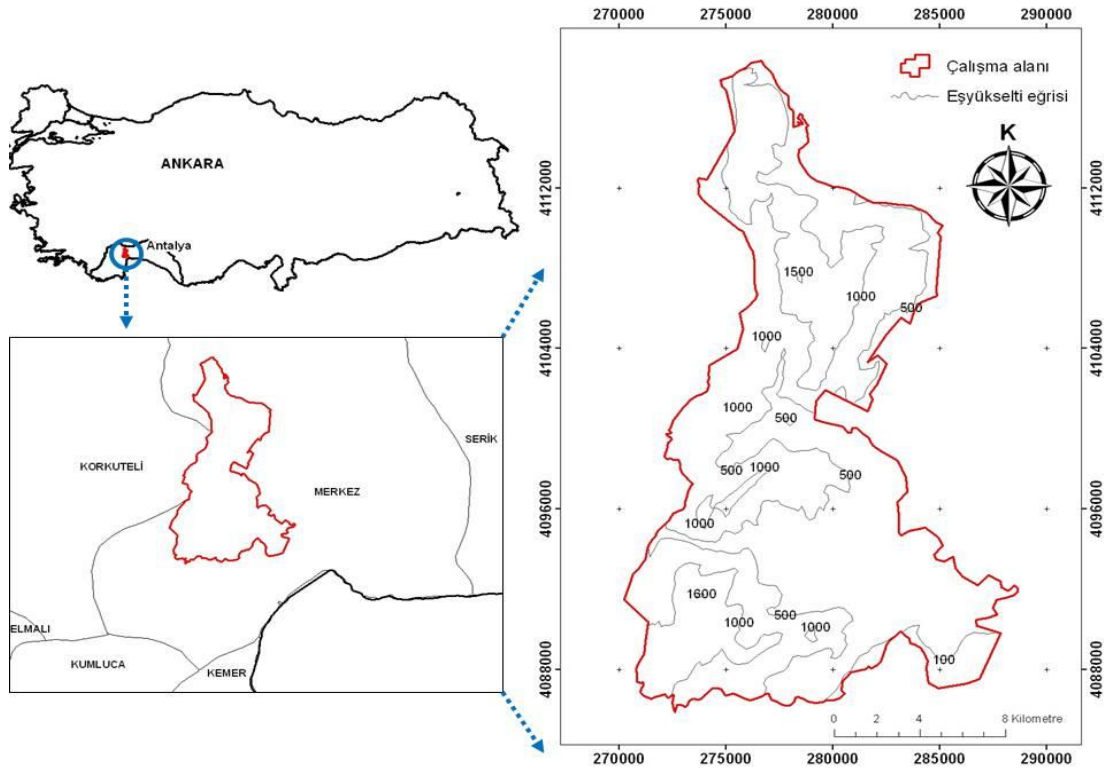 ANKARA
Antalya
KORKUTELİ
SERİK
MERKEZ
ELMALI
KUMLUCA
KEMER
270000 275000 280000 285000 290000
Çalışma alanı
Eşyükselti eğrisi
K
4112000
4112000
1500
1000
500
1000
4104000
4104000
1000
500
500
1000
500
4096000
4096000
1000
1600
500
1000
1000
100
4088000
4088000
0 2 4 8 Kilometre
270000 275000 280000 285000 290000